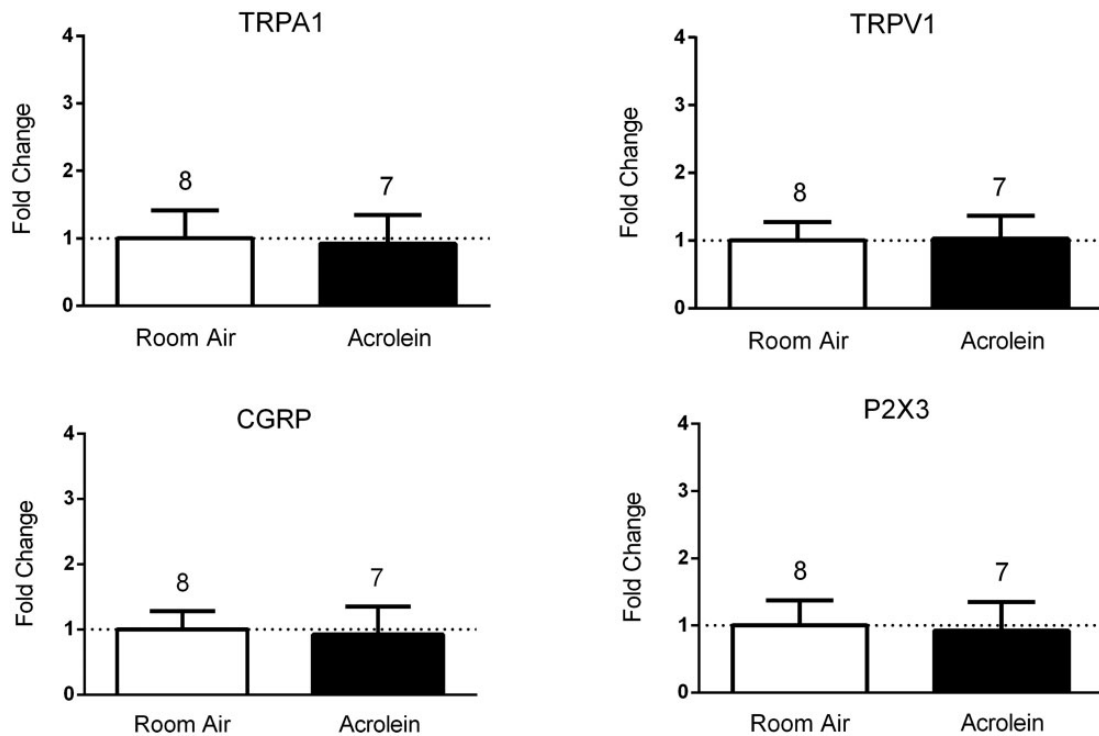 TRPA1
4
3
2
1
0
Fold Change
8
7
Room Air
Acrolein
TRPV1
4
3
2
1
0
Fold Change
8
7
Room Air
Acrolein
CGRP
4
3
2
1
0
Fold Change
8
7
Room Air
Acrolein
P2X3
4
3
2
1
0
Fold Change
8
7
Room Air
Acrolein